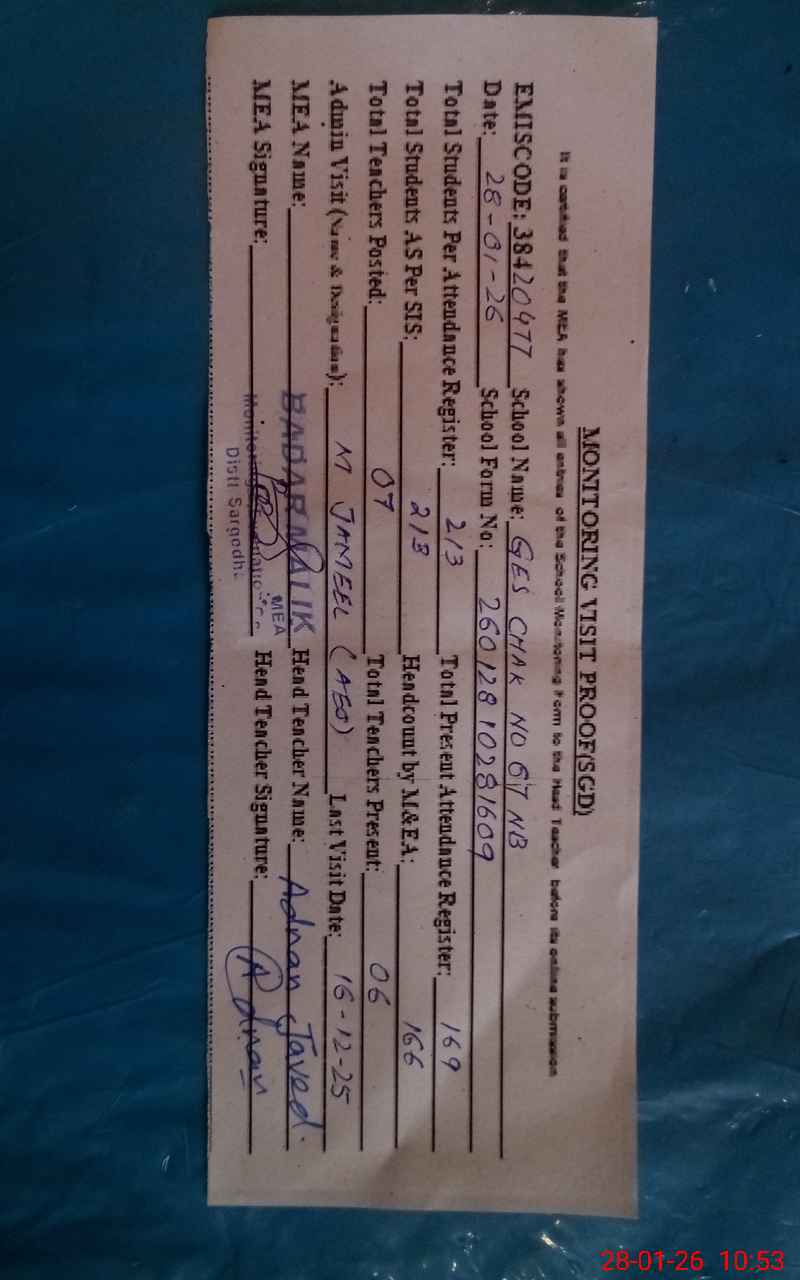 MONITORING VISIT PROOF(SGD)
It is certified that the MEA has shown all entries of the School Monitoring Form to the Head Teacher before its online submission
EMISCODE: 38420477 School Name: GES CHAK NO 67 NB
Date: 28-01-26 School Form No: 260128 10281609
Total Students Per Attendance Register: 213 Total Present Attendance Register: 169
Total Students AS Per SIS: 213 Headcount by M&EA: 166
Total Teachers Posted: 07 Total Teachers Present: 06
Admin Visit (Name & Designation): M JAMEEL (AEO) Last Visit Date: 16-12-25
MEA Name: BADAR MALIK Head Teacher Name: Adnan Javed.
MEA
MEA Signature: Head Teacher Signature: Adnan
Distt Sargodha
28-01-26 10:53